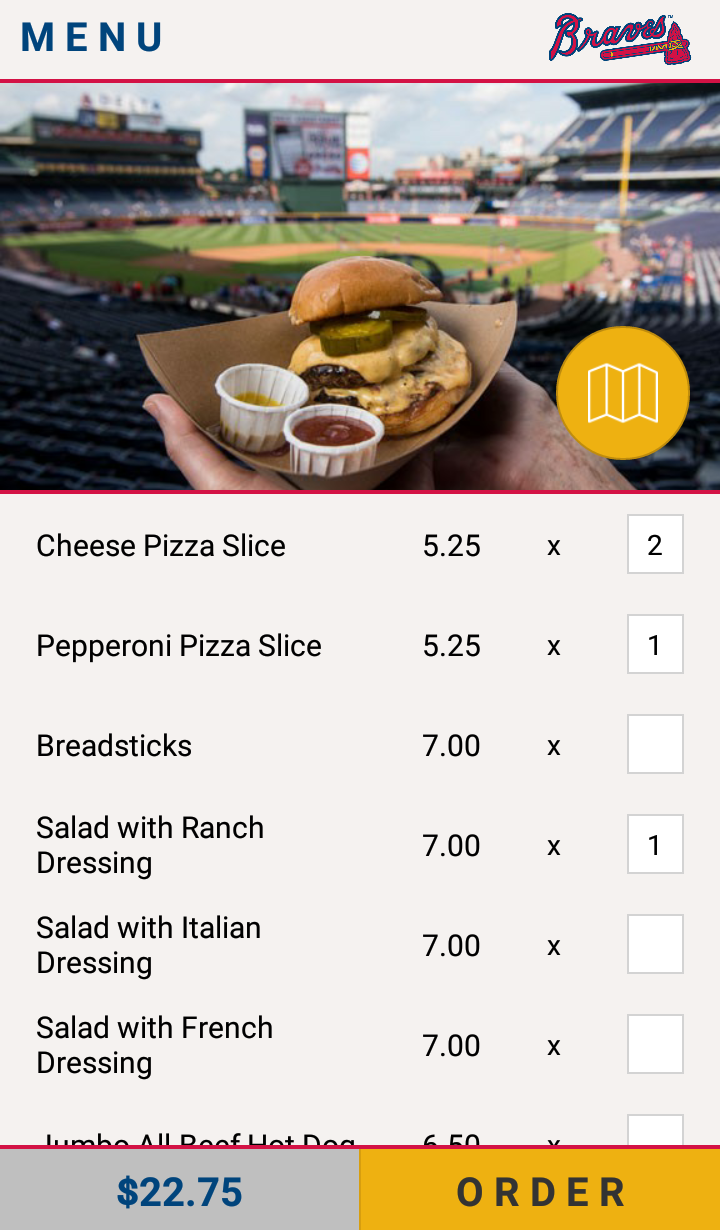 MENU
Braves
DELTA
Cheese Pizza Slice 5.25 x 2
Pepperoni Pizza Slice 5.25 x 1
Breadsticks 7.00 x
Salad with Ranch
Dressing 7.00 x 1
Salad with Italian
Dressing 7.00 x
Salad with French
Dressing 7.00 x
Jumbo All Beef Hot Dog 6.50 x
$22.75
ORDER